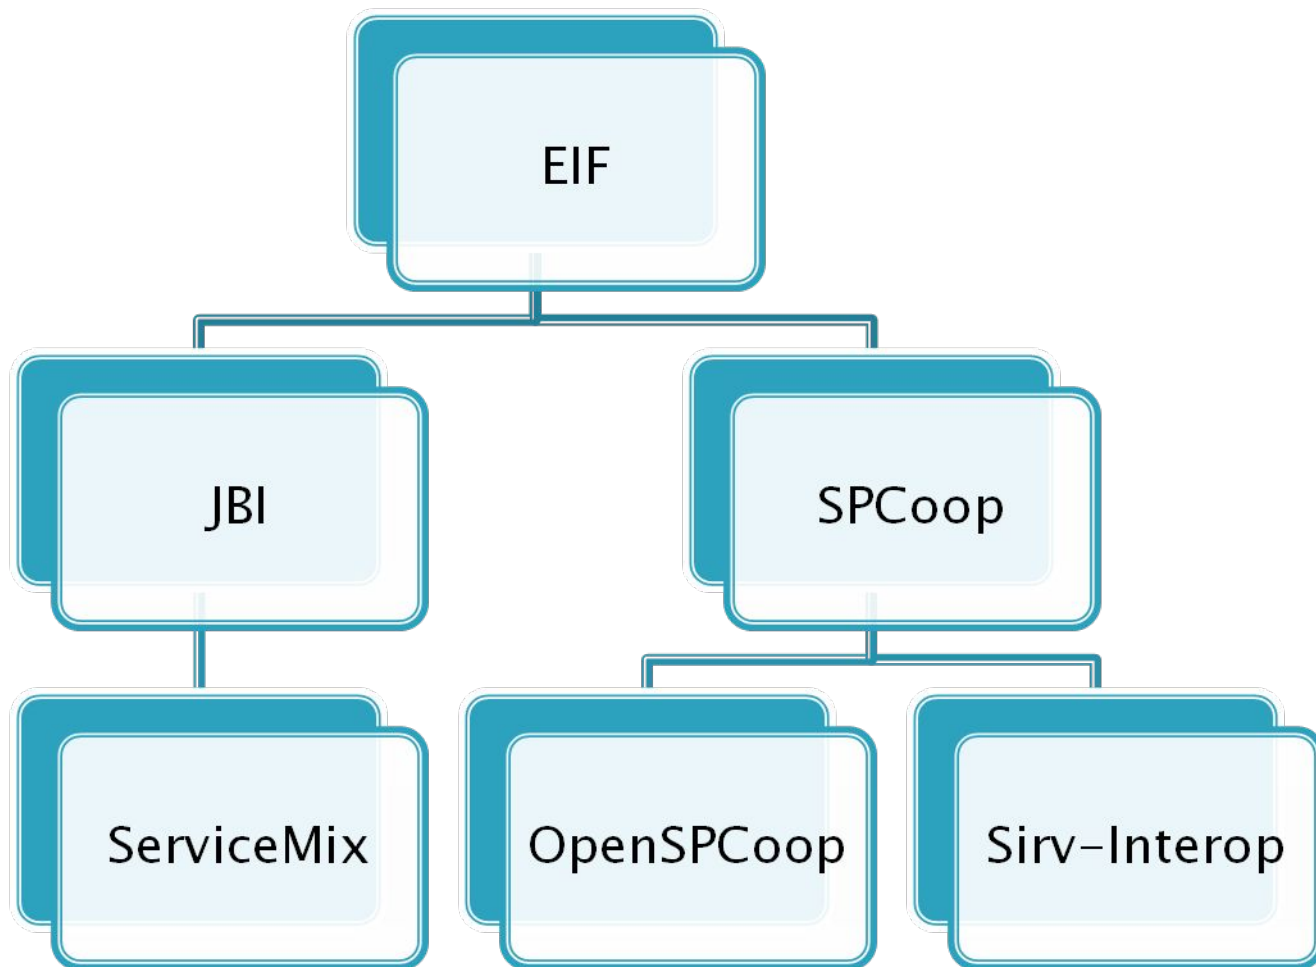 EIF
JBI
SPCoop
ServiceMix
OpenSPCoop
Sirv-Interop